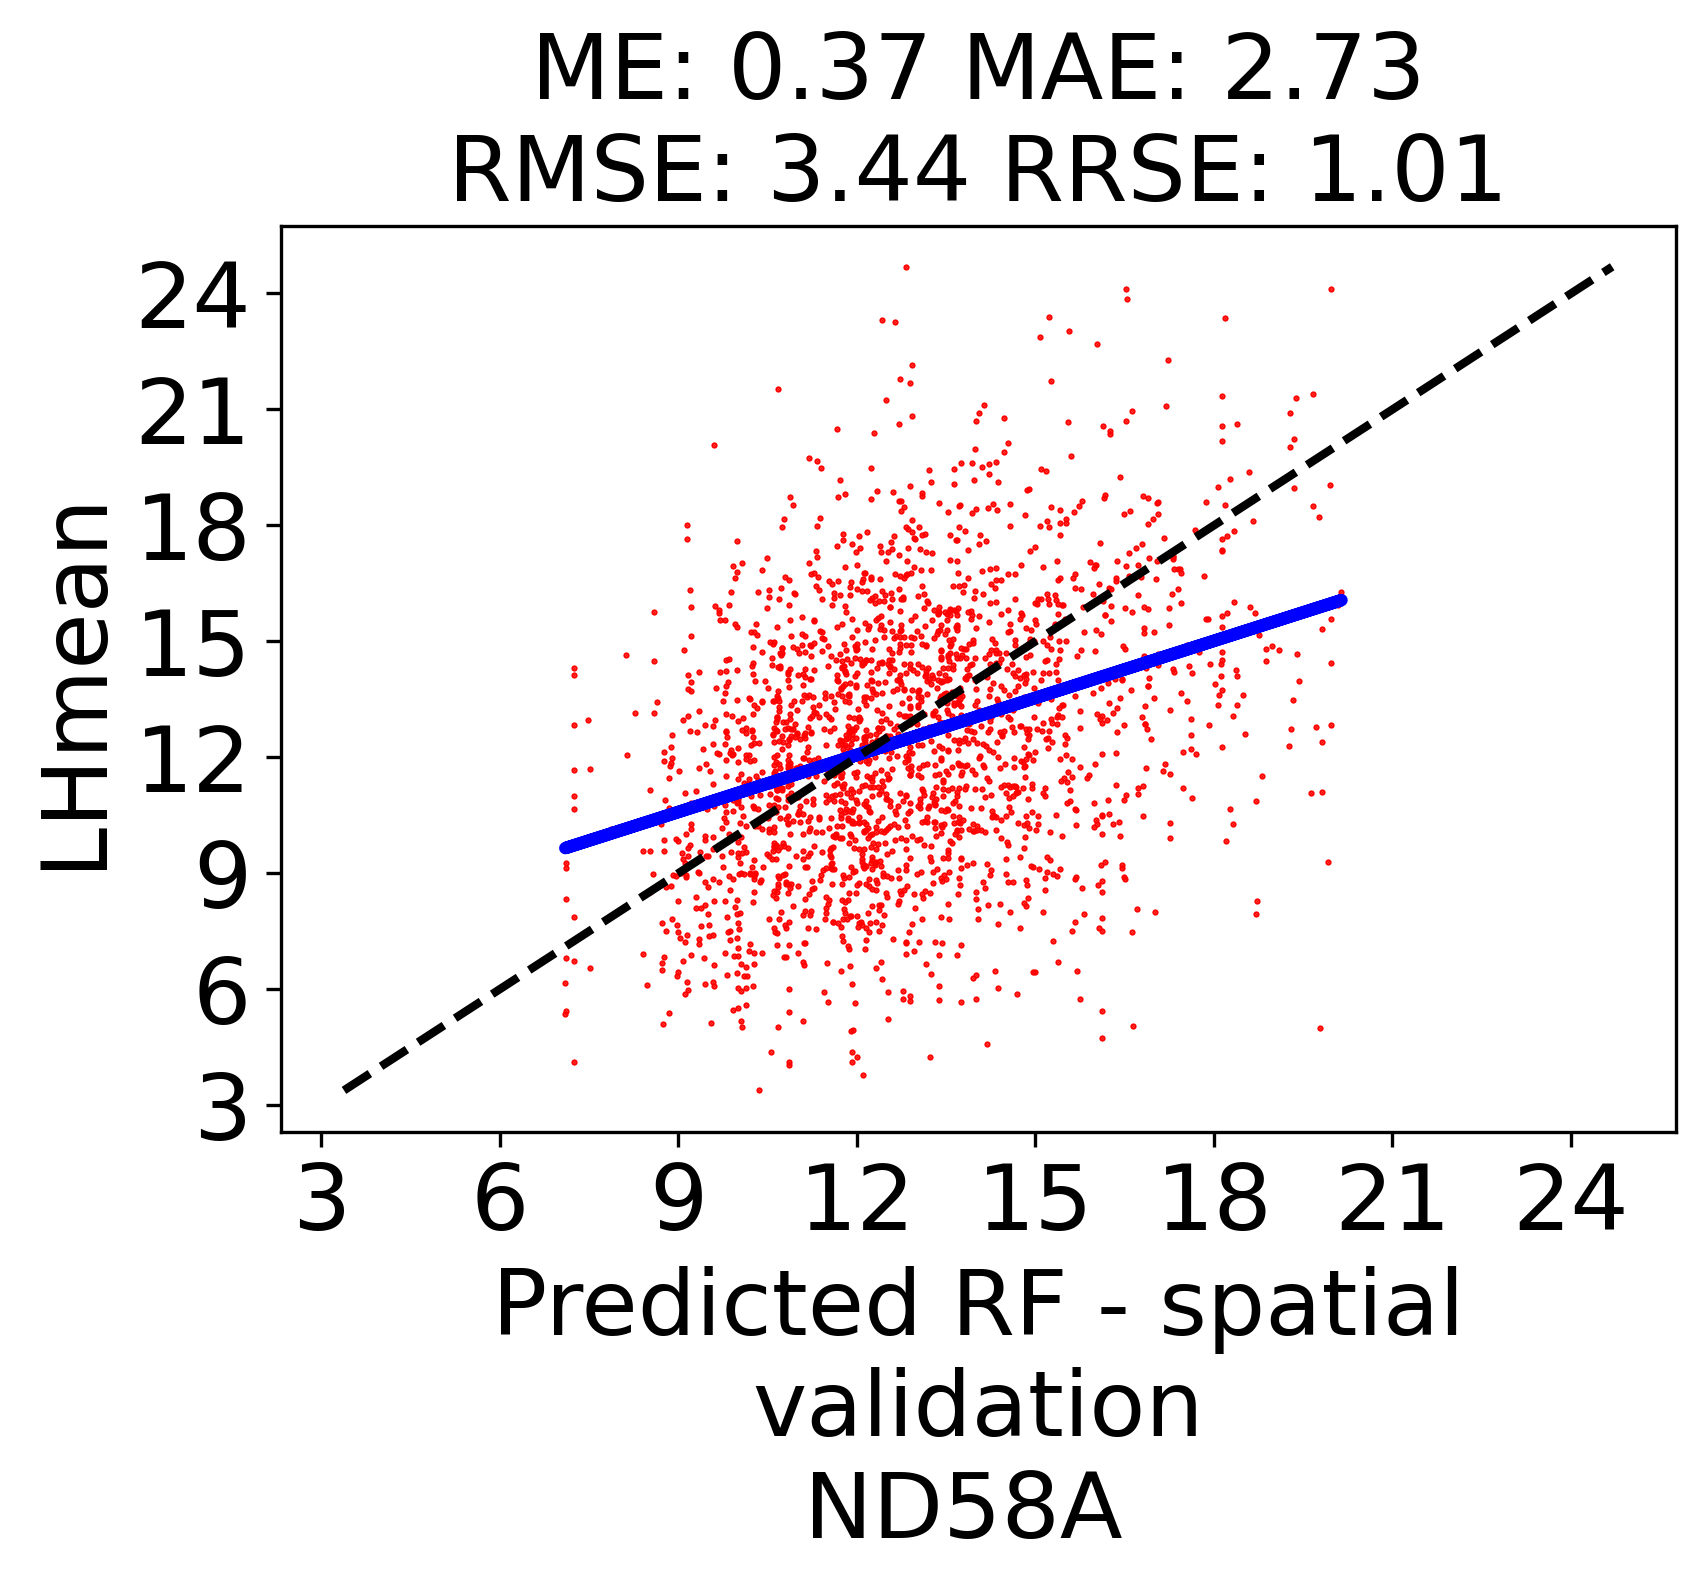 ME: 0.37 MAE: 2.73
RMSE: 3.44 RRSE: 1.01
LHmean
24
21
18
15
12
9
6
3
3 6 9 12 15 18 21 24
Predicted RF - spatial
validation
ND58A